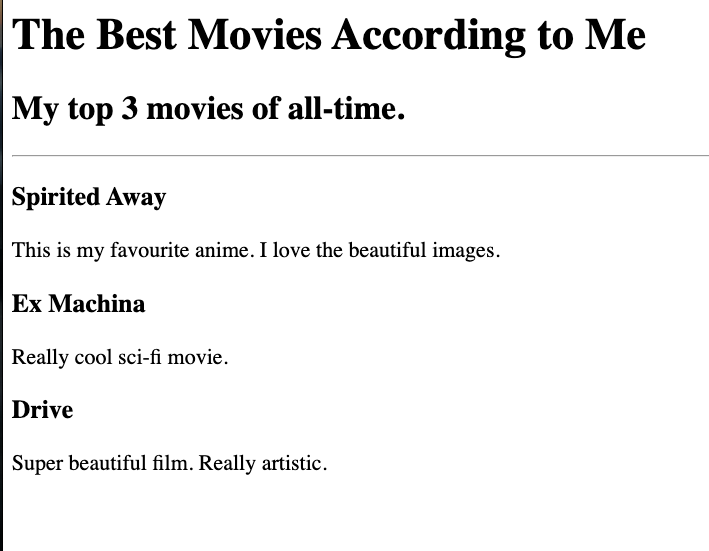 The Best Movies According to Me
My top 3 movies of all-time.
Spirited Away
This is my favourite anime. I love the beautiful images.
Ex Machina
Really cool sci-fi movie.
Drive
Super beautiful film. Really artistic.